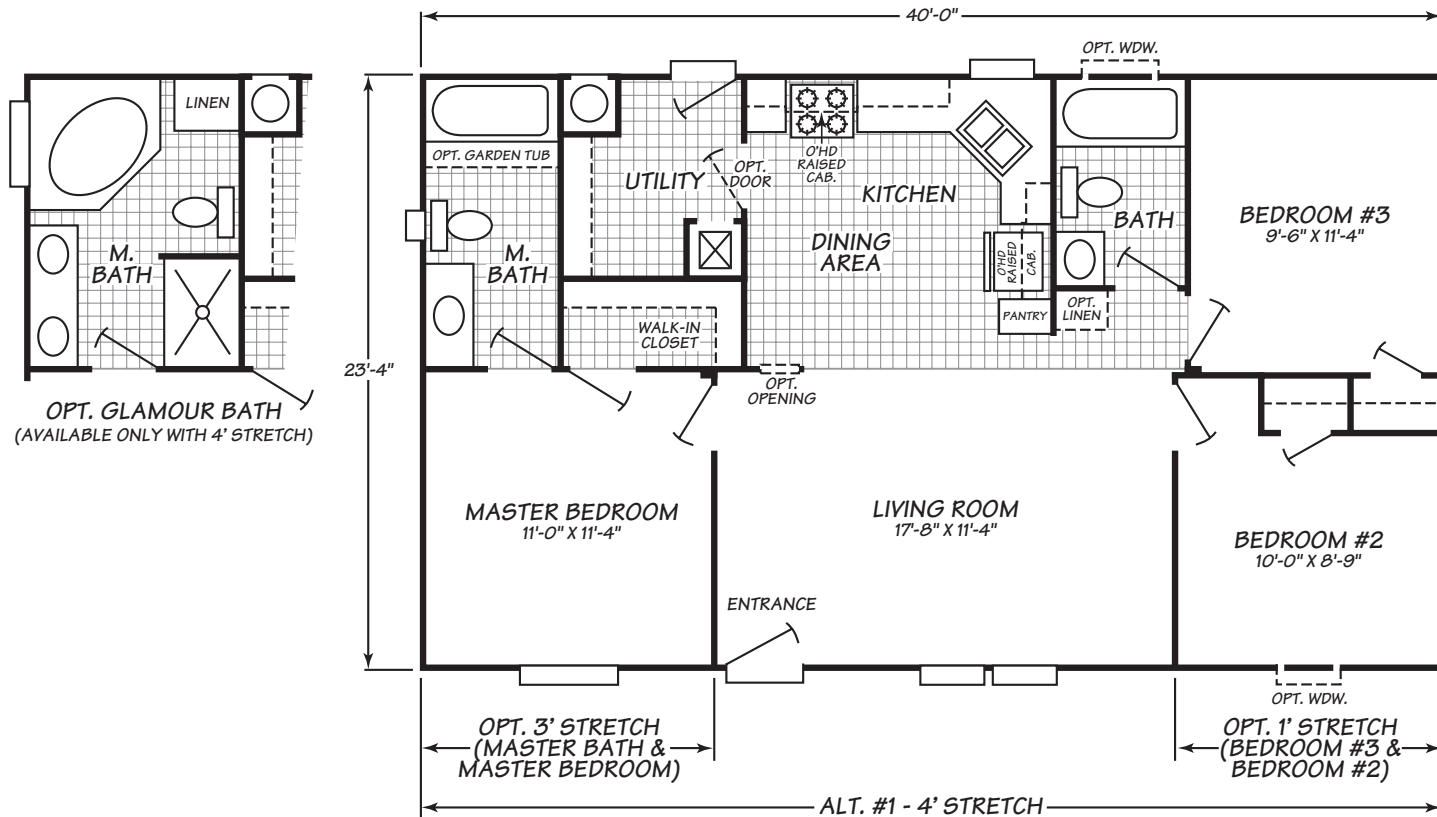 40'-0"
OPT. WDW.
LINEN
M.
BATH
OPT. GLAMOUR BATH
(AVAILABLE ONLY WITH 4' STRETCH)
23'-4"
OPT. GARDEN TUB
M.
BATH
UTILITY
OPT.
DOOR
WALK-IN
CLOSET
O'HD
RAISED
CAB.
KITCHEN
DINING
AREA
O'HD
RAISED
CAB.
PANTRY
BATH
OPT.
LINEN
BEDROOM #3
9'-6" X 11'-4"
OPT.
OPENING
MASTER BEDROOM
11'-0" X 11'-4"
LIVING ROOM
17'-8" X 11'-4"
BEDROOM #2
10'-0" X 8'-9"
ENTRANCE
OPT. WDW.
OPT. 3' STRETCH
(MASTER BATH &
MASTER BEDROOM)
OPT. 1' STRETCH
(BEDROOM #3 &
BEDROOM #2)
ALT. #1 - 4' STRETCH